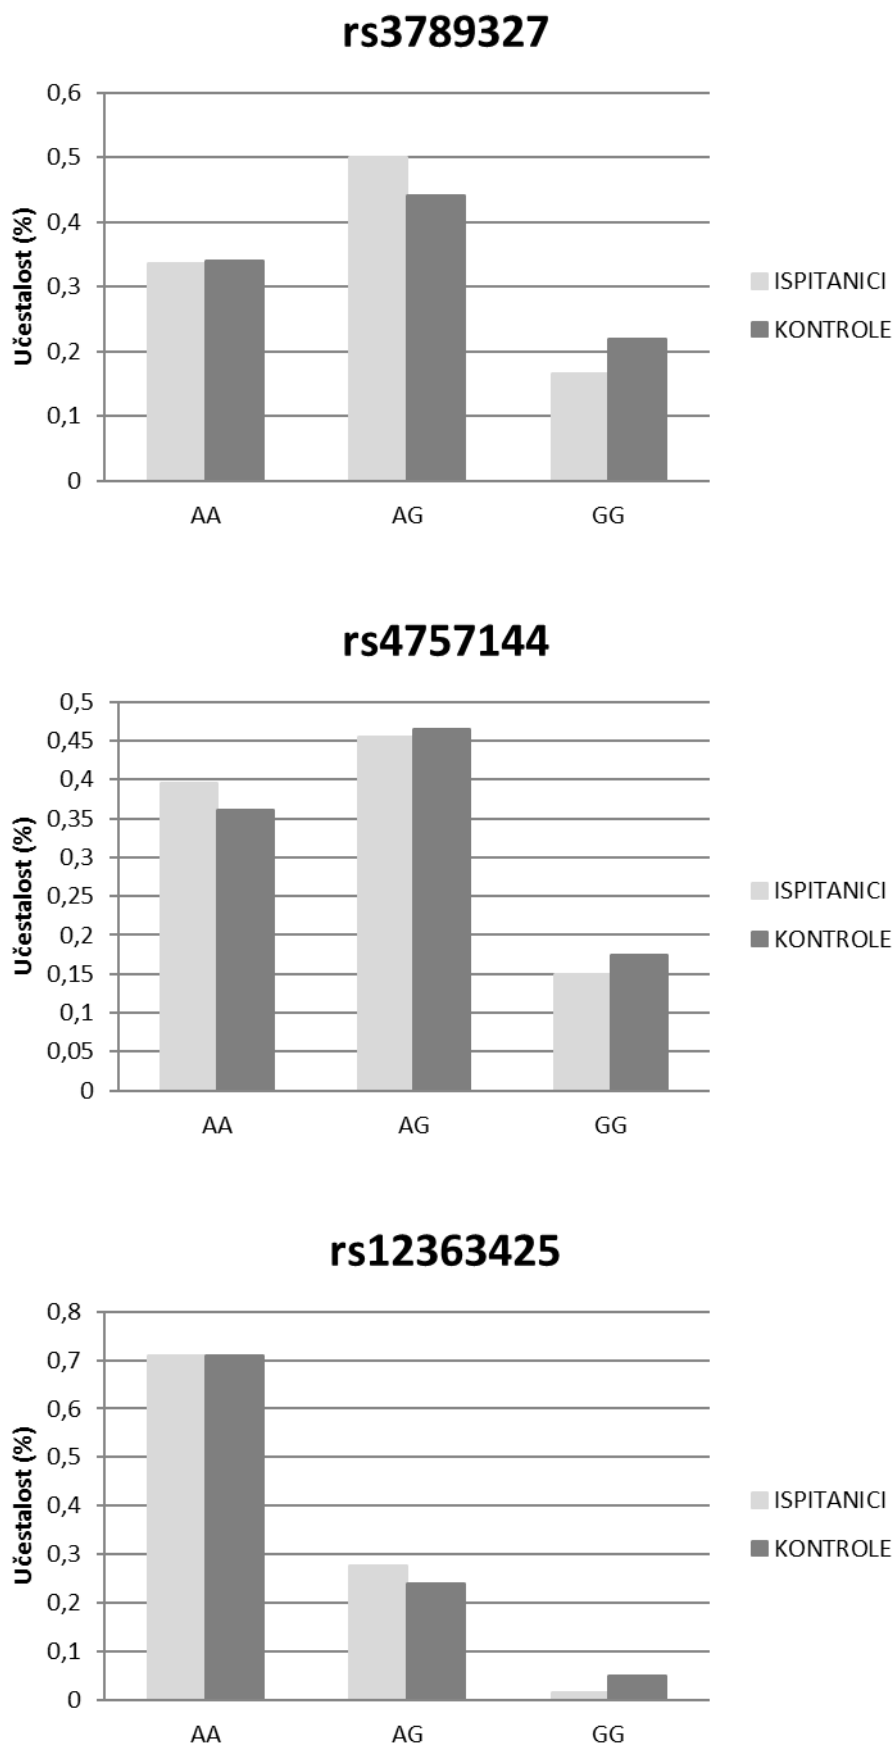 rs3789327
0,6
0,5
0,4
0,3
0,2
0,1
0
Učestalost (%)
AA
AG
GG
ISPITANICI
KONTROLE
rs4757144
0,5
0,45
0,4
0,35
0,3
0,25
0,2
0,15
0,1
0,05
0
Učestalost (%)
AA
AG
GG
ISPITANICI
KONTROLE
rs12363425
0,8
0,7
0,6
0,5
0,4
0,3
0,2
0,1
0
Učestalost (%)
AA
AG
GG
ISPITANICI
KONTROLE